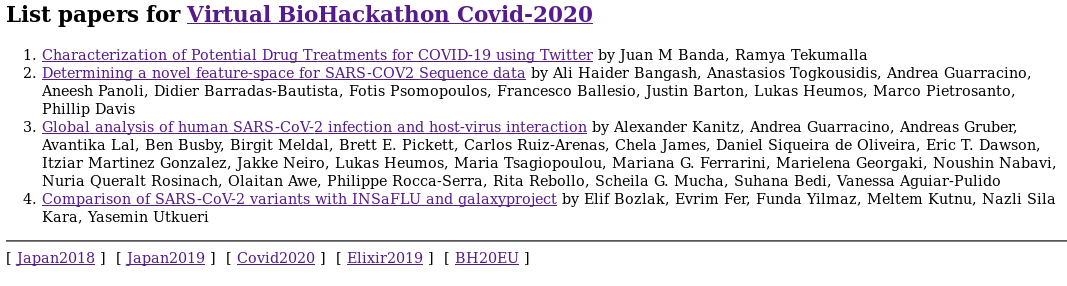 List papers for Virtual BioHackathon Covid-2020
1. Characterization of Potential Drug Treatments for COVID-19 using Twitter by Juan M Banda, Ramya Tekumalla
2. Determining a novel feature-space for SARS-COV2 Sequence data by Ali Haider Bangash, Anastasios Togkousidis, Andrea Guarracino,
Aneesh Panoli, Didier Barradas-Bautista, Fotis Psomopoulos, Francesco Ballesio, Justin Barton, Lukas Heumos, Marco Pietrosanto,
Phillip Davis
3. Global analysis of human SARS-CoV-2 infection and host-virus interaction by Alexander Kanitz, Andrea Guarracino, Andreas Gruber,
Avantika Lal, Ben Busby, Birgit Meldal, Brett E. Pickett, Carlos Ruiz-Arenas, Chela James, Daniel Siqueira de Oliveira, Eric T. Dawson,
Itziar Martinez Gonzalez, Jakke Neiro, Lukas Heumos, Maria Tsagiopoulou, Mariana G. Ferrarini, Marielena Georgaki, Noushin Nabavi,
Nuria Queralt Rosinach, Olaitan Awe, Philippe Rocca-Serra, Rita Rebollo, Scheila G. Mucha, Suhana Bedi, Vanessa Aguiar-Pulido
4. Comparison of SARS-CoV-2 variants with INSaFLU and galaxyproject by Elif Bozlak, Evrim Fer, Funda Yilmaz, Meltem Kutnu, Nazli Sila
Kara, Yasemin Utkueri
[ Japan2018 ] [ Japan2019 ] [ Covid2020 ] [ Elixir2019 ] [ BH20EU ]